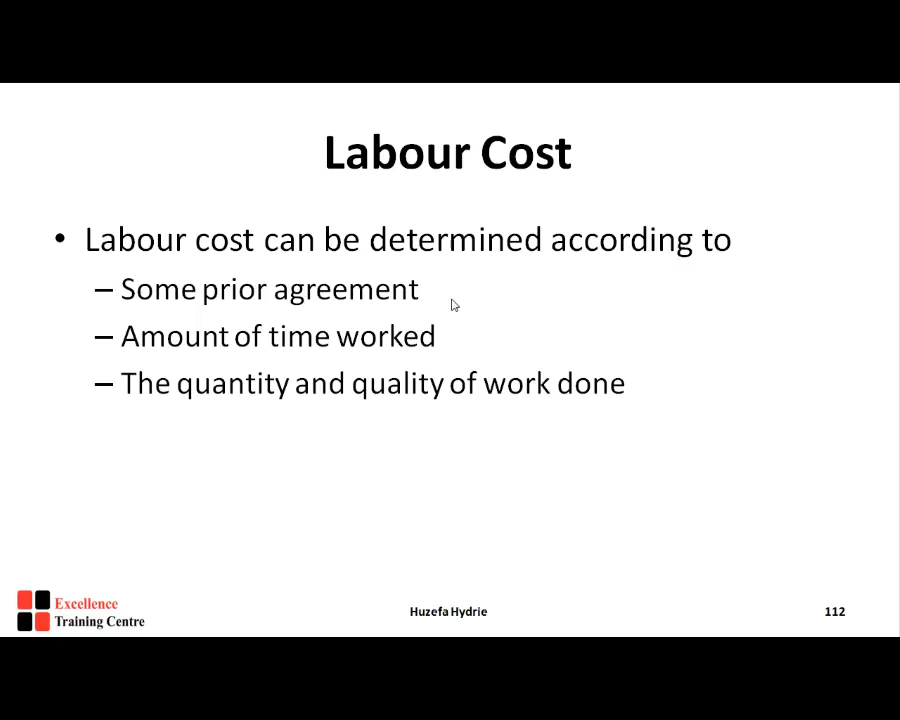 Labour Cost
• Labour cost can be determined according to
– Some prior agreement
– Amount of time worked
– The quantity and quality of work done
Excellence
Training Centre
Huzefa Hydrie
112